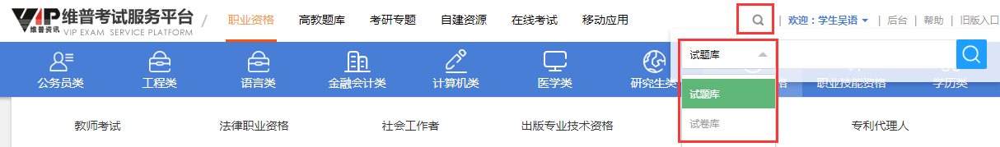 VIP 维普考试服务平台 / 职业资格 高教题库 考研专题 自建资源 在线考试 移动应用 | 欢迎：学生吴语 | 后台 | 帮助 | 旧版入口
维普资讯 VIP EXAM SERVICE PLATFORM
试题库
公务员类 工程类 语言类 金融会计类 计算机类 医学类 研究生类 格 职业技能资格 学历类
试题库
试卷库
教师考试 法律职业资格 社会工作者 出版专业技术资格 专利代理人